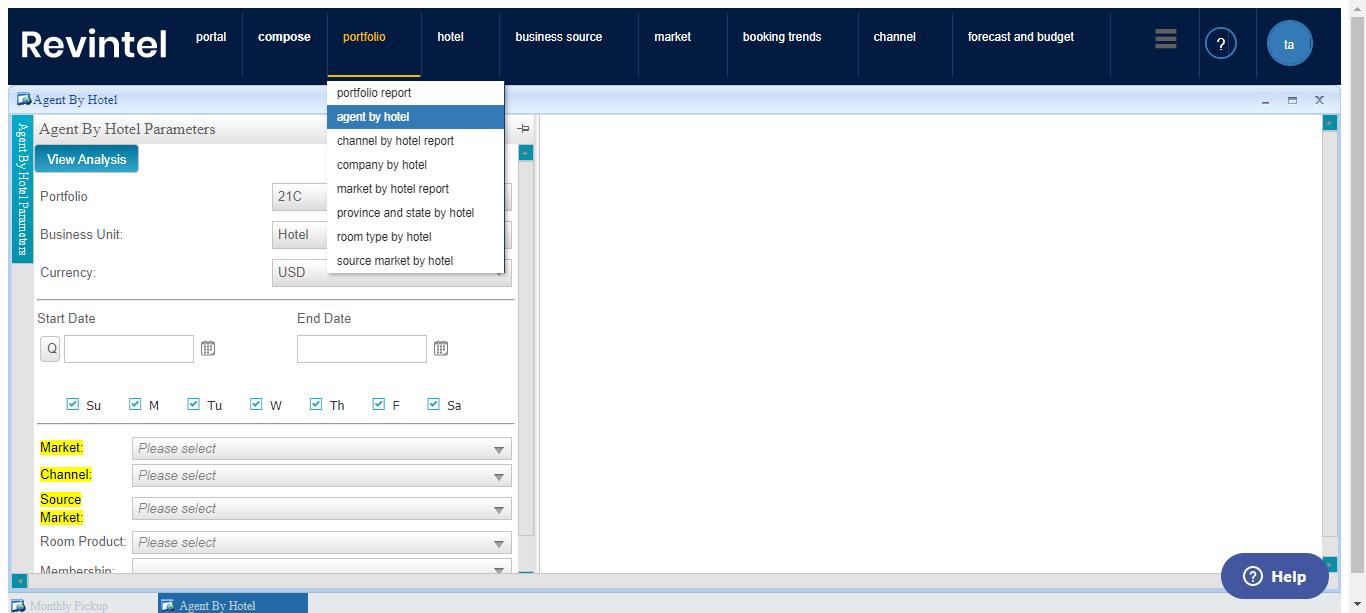 Revintel
portal
compose
portfolio
hotel
business source
market
booking trends
channel
forecast and budget
?
ta
portfolio report
agent by hotel
channel by hotel report
company by hotel
market by hotel report
province and state by hotel
room type by hotel
source market by hotel
Agent By Hotel
Agent By Hotel Parameters
Agent By Hotel Parameters
View Analysis
Portfolio
21C
Business Unit:
Hotel
Currency:
USD
Start Date
End Date
Q
Su M Tu W Th F Sa
Market: Please select
Channel: Please select
Source
Market: Please select
Room Product: Please select
Membership:
? Help
Monthly Pickup
Agent By Hotel